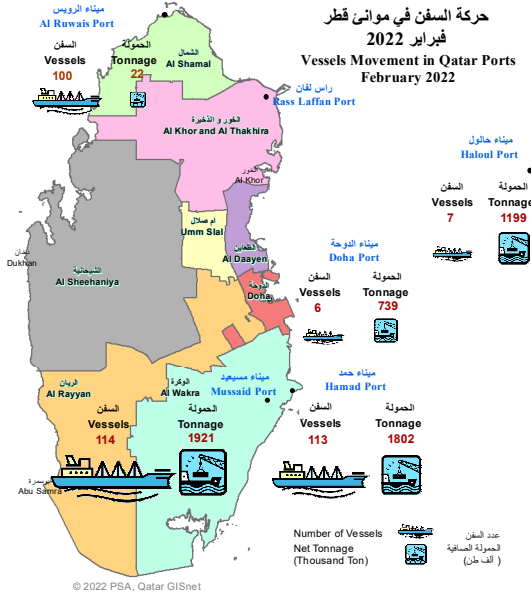 حركة السفن في موانئ قطر
فبراير 2022
Vessels Movement in Qatar Ports
February 2022
ميناء الرويس
Al Ruwais Port
السفن
Vessels
100
الحمولة
Tonnage
22
الشمال
Al Shamal
راس لفان
Rass Laffan Port
الخور و الذخيرة
Al Khor and Al Thakhira
الخور
Al Khor
ميناء حالول
Haloul Port
السفن
Vessels
7
الحمولة
Tonnage
1199
ام صلال
Umm Slal
الظعاين
Al Daayen
دخان
Dukhan
الشيحانية
Al Sheehaniya
الدوحة
Doha
ميناء الدوحة
Doha Port
السفن
Vessels
6
الحمولة
Tonnage
739
الريان
Al Rayyan
الوكرة
Al Wakra
ميناء مسيعيد
Mussaid Port
السفن
Vessels
114
الحمولة
Tonnage
1921
ميناء حمد
Hamad Port
السفن
Vessels
113
الحمولة
Tonnage
1802
Abu Samra
Number of Vessels
عدد السفن
Net Tonnage
(Thousand Ton)
الحمولة الصافية
( ألف طن)
© 2022 PSA, Qatar GISnet